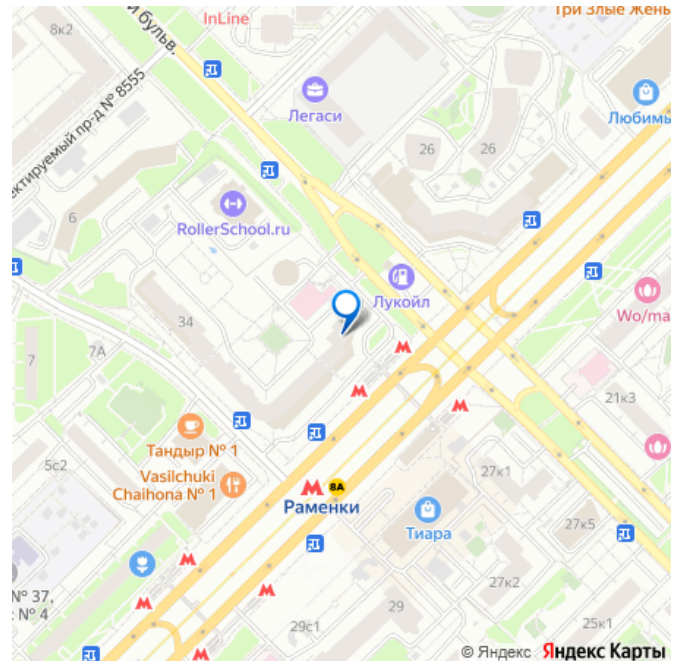 8к2
InLine
й бульв.
Три Злые Жень
Легаси
Любимь
ектируемый пр-д № 8555
26
26
6
RollerSchool.ru
Лукойл
Wo/ma
34
7
7А
21к3
Тандыр № 1
5с2
Vasilchuki
Chaihona № 1
27к1
М
8А
Раменки
Тиара
27к5
№ 37,
№ 4
27к2
29
29с1
25к1
© Яндекс Яндекс Карты